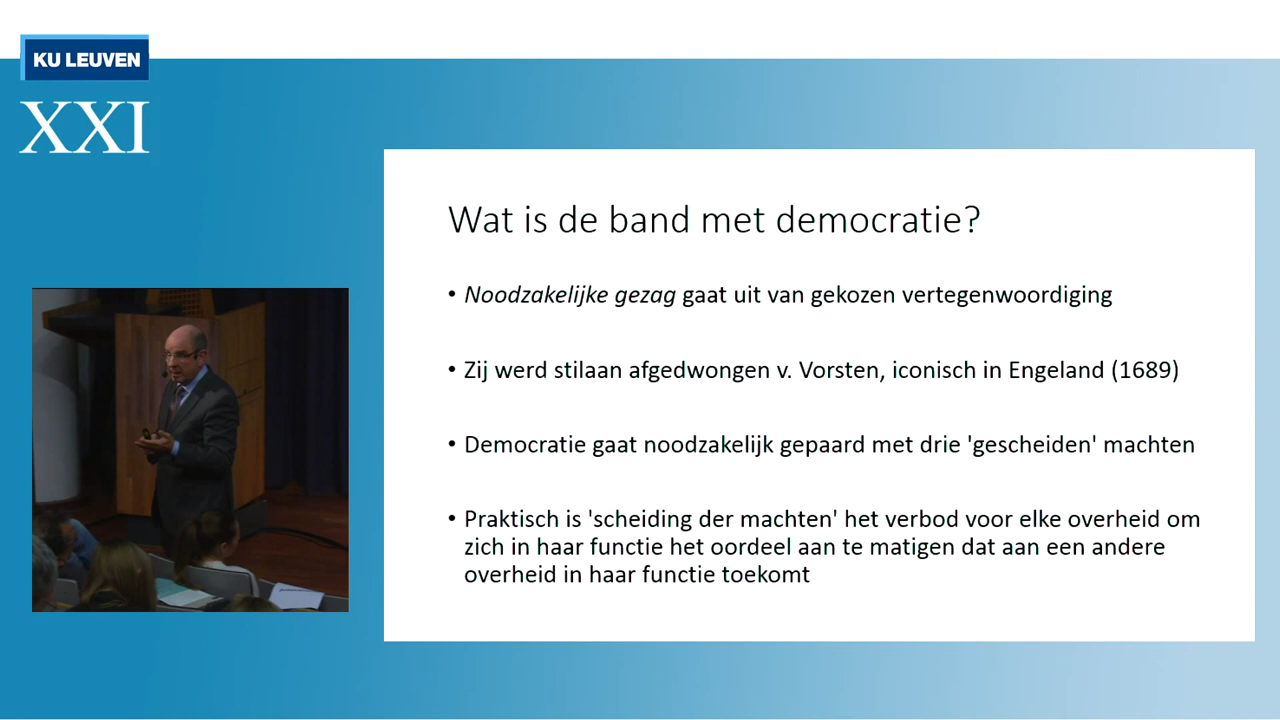 KU LEUVEN
XXI
Wat is de band met democratie?
• Noodzakelijke gezag gaat uit van gekozen vertegenwoordiging
• Zij werd stilaan afgedwongen v. Vorsten, iconisch in Engeland (1689)
• Democratie gaat noodzakelijk gepaard met drie 'gescheiden' machten
• Praktisch is 'scheiding der machten' het verbod voor elke overheid om
zich in haar functie het oordeel aan te matigen dat aan een andere
overheid in haar functie toekomt